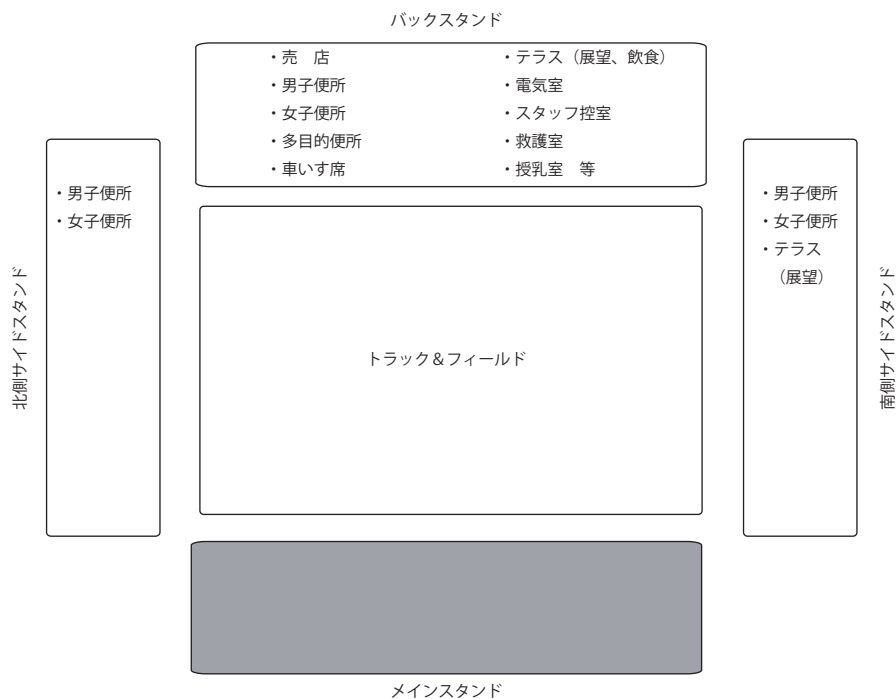 バックスタンド
・売　店
・男子便所
・女子便所
・多目的便所
・車いす席
・テラス（展望、飲食）
・電気室
・スタッフ控室
・救護室
・授乳室　等
北側サイドスタンド
・男子便所
・女子便所
トラック＆フィールド
・男子便所
・女子便所
・テラス
（展望）
南側サイドスタンド
メインスタンド